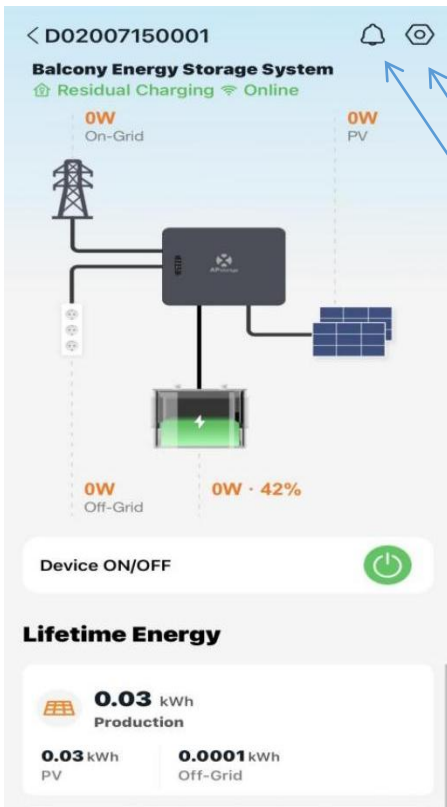 < D02007150001
Balcony Energy Storage System
Residual Charging Online
0W 0W
On-Grid PV
APstorage
0W 0W · 42%
Off-Grid
Device ON/OFF
Lifetime Energy
0.03 kWh
Production
0.03 kWh 0.0001 kWh
PV Off-Grid